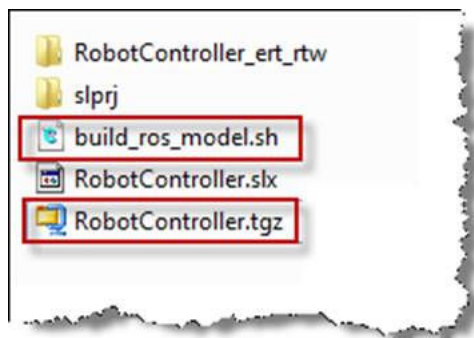 RobotController_ert_rtw
slprj
build_ros_model.sh
RobotController.slx
RobotController.tgz